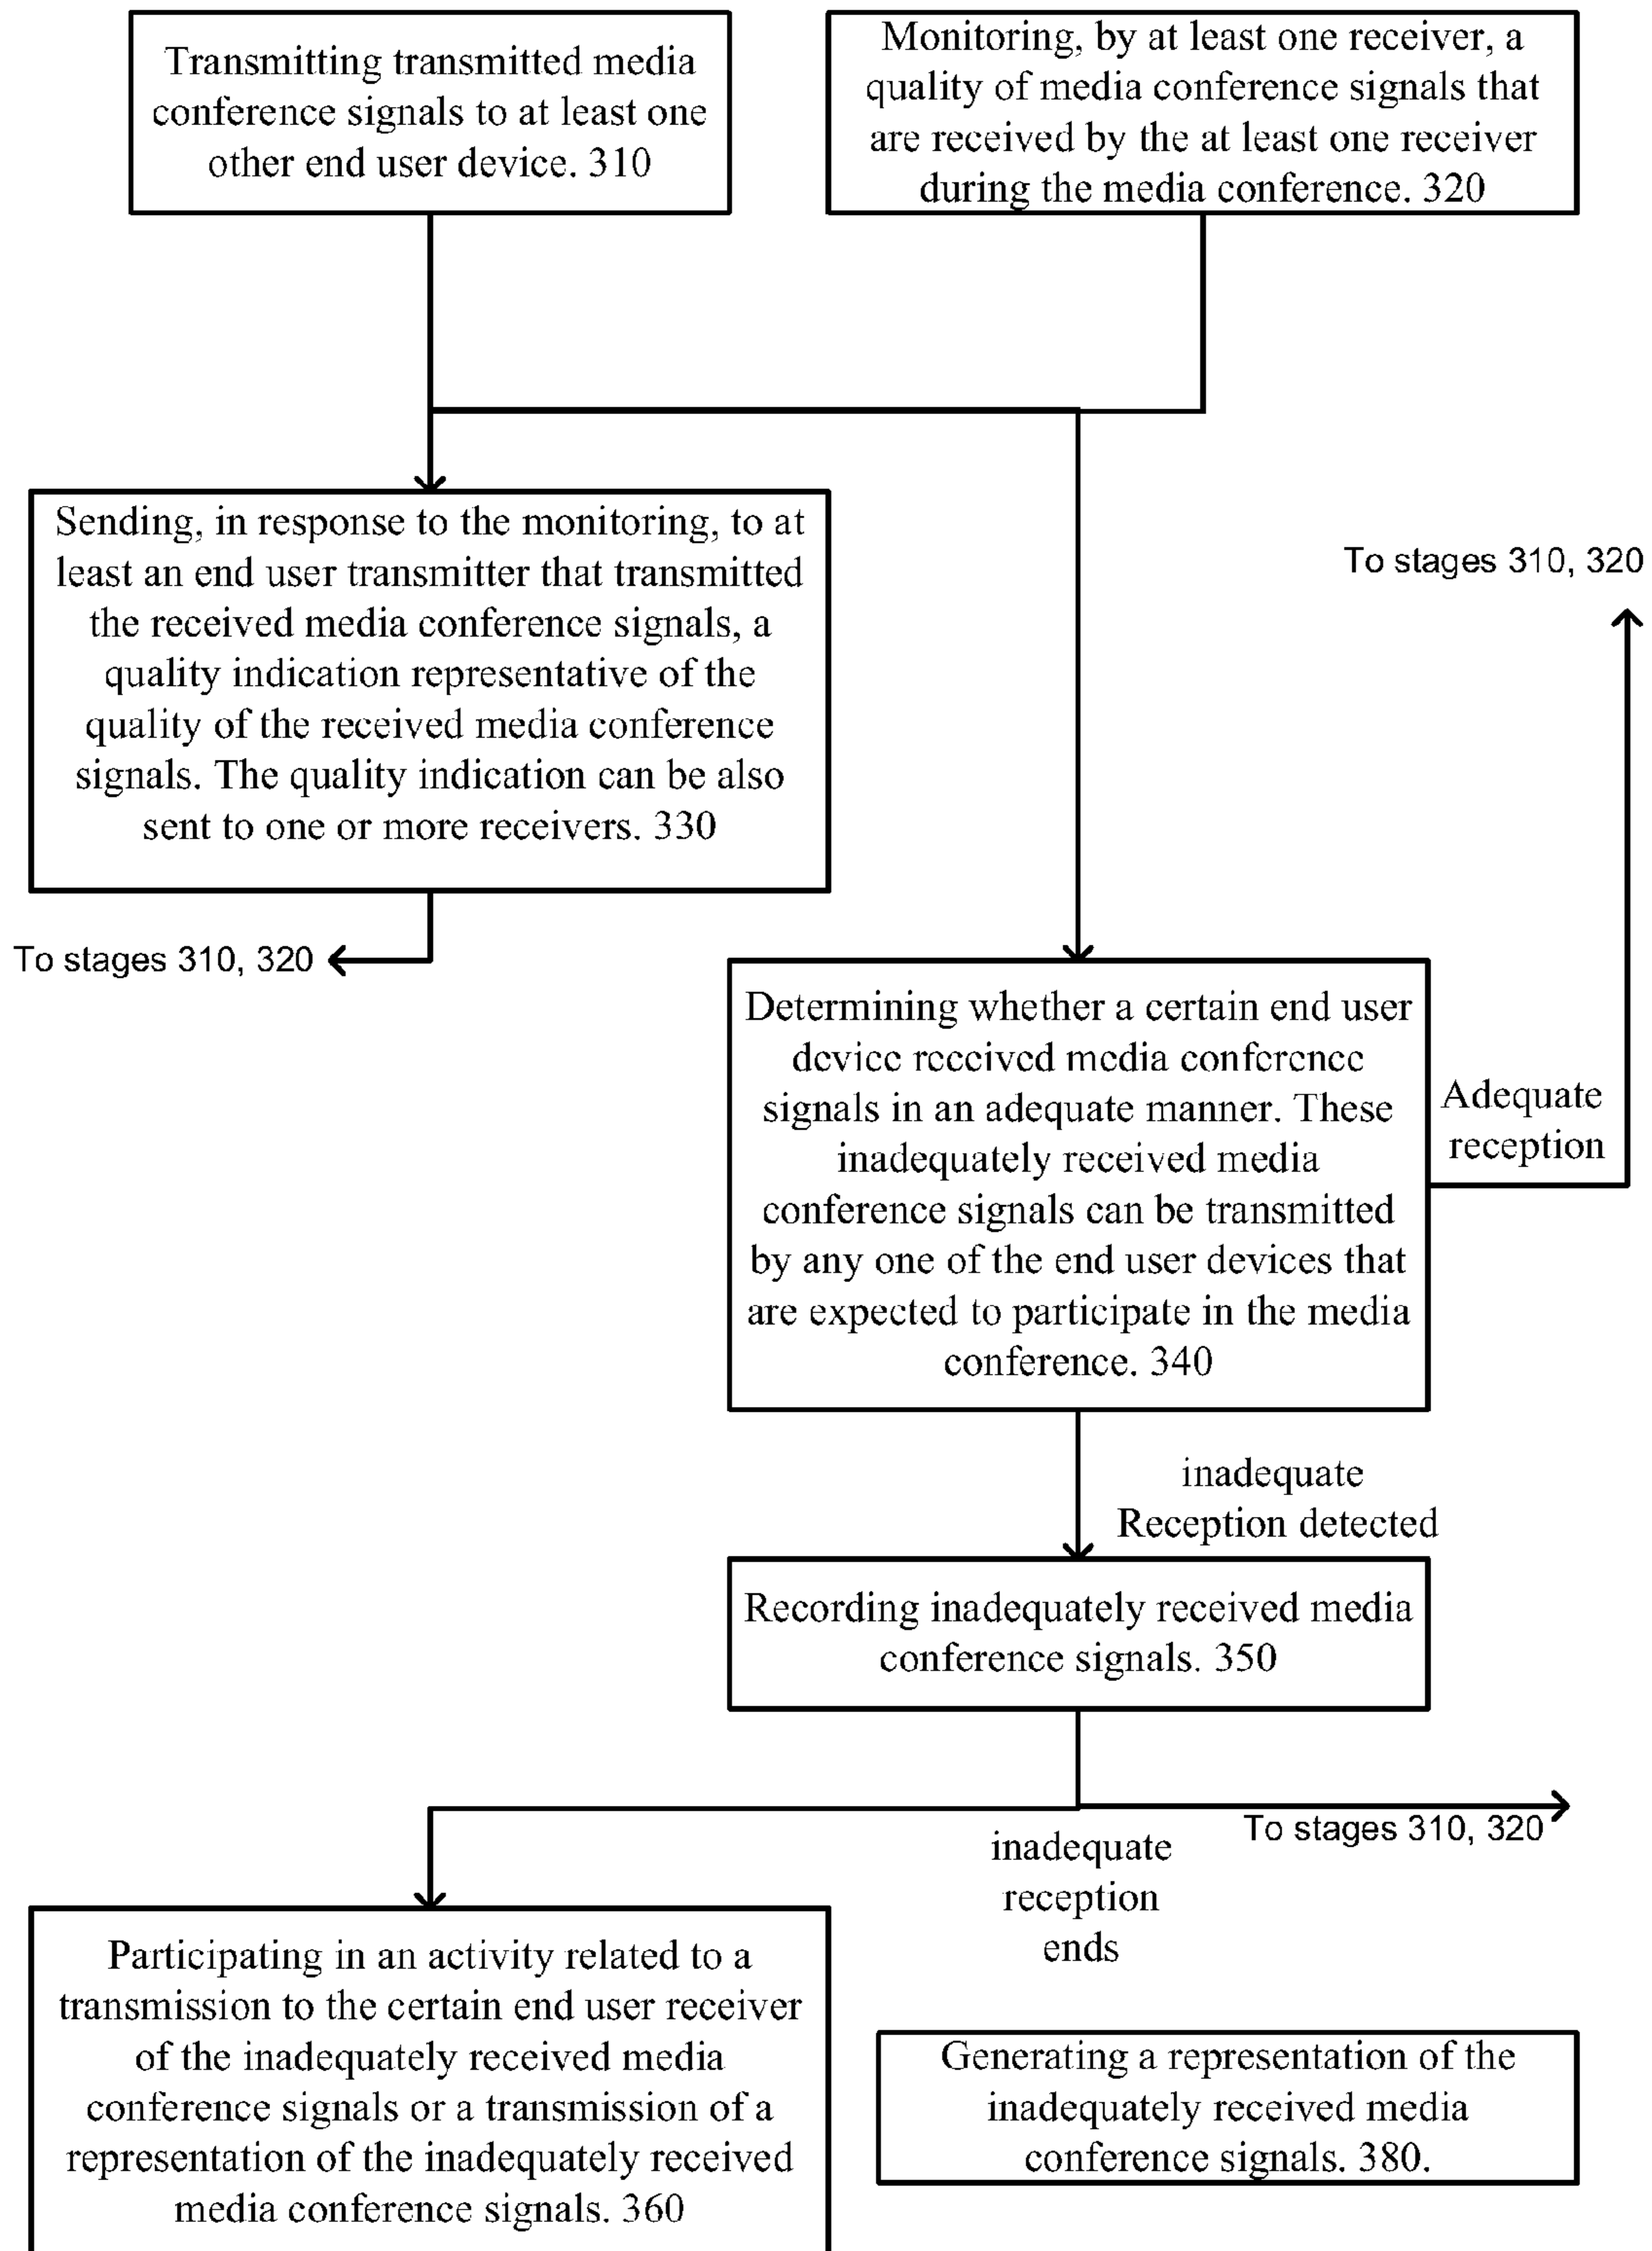 Transmitting transmitted media
conference signals to at least one
other end user device. 310
Monitoring, by at least one receiver, a
quality of media conference signals that
are received by the at least one receiver
during the media conference. 320
Sending, in response to the monitoring, to at
least an end user transmitter that transmitted
the received media conference signals, a
quality indication representative of the
quality of the received media conference
signals. The quality indication can be also
sent to one or more receivers. 330
To stages 310, 320
To stages 310, 320
Determining whether a certain end user
device received media conference
signals in an adequate manner. These
inadequately received media
conference signals can be transmitted
by any one of the end user devices that
are expected to participate in the media
conference. 340
Adequate
reception
inadequate
Reception detected
Recording inadequately received media
conference signals. 350
To stages 310, 320
inadequate
reception
ends
Participating in an activity related to a
transmission to the certain end user receiver
of the inadequately received media
conference signals or a transmission of a
representation of the inadequately received
media conference signals. 360
Generating a representation of the
inadequately received media
conference signals. 380.